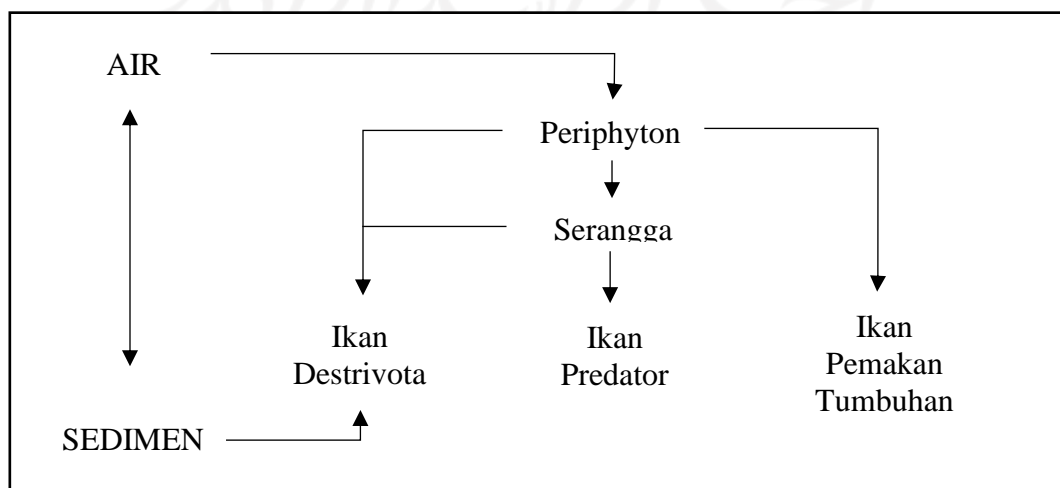 AIR
Periphyton
Serangga
Ikan
Destrivota
Ikan
Predator
Ikan
Pemakan
Tumbuhan
SEDIMEN